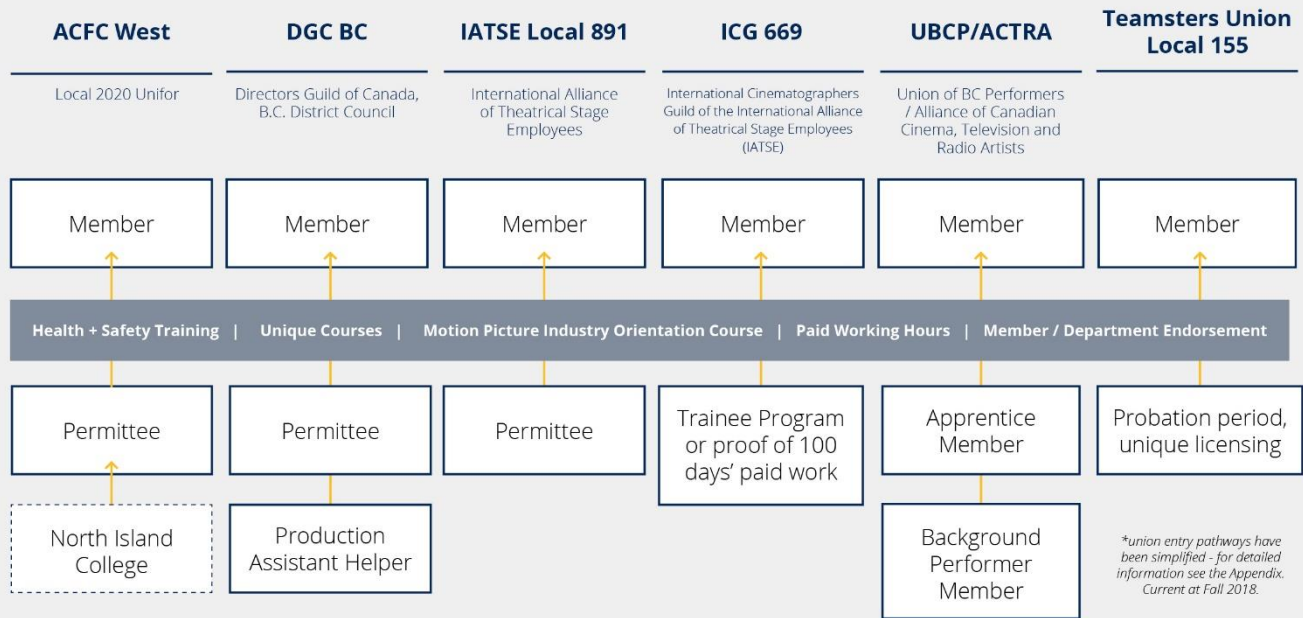 ACFC West
Local 2020 Unifor
DGC BC
Directors Guild of Canada,
B.C. District Council
IATSE Local 891
International Alliance
of Theatrical Stage
Employees
ICG 669
International Cinematographers
Guild of the International Alliance
of Theatrical Stage Employees
(IATSE)
UBCP/ACTRA
Union of BC Performers
/ Alliance of Canadian
Cinema, Television and
Radio Artists
Teamsters Union
Local 155
Member
Member
Member
Member
Member
Member
Health + Safety Training | Unique Courses | Motion Picture Industry Orientation Course | Paid Working Hours | Member / Department Endorsement
Permittee
Permittee
Permittee
Trainee Program
or proof of 100
days’ paid work
Apprentice
Member
Probation period,
unique licensing
North Island
College
Production
Assistant Helper
Background
Performer
Member
*union entry pathways have
been simplified - for detailed
information see the Appendix.
Current at Fall 2018.